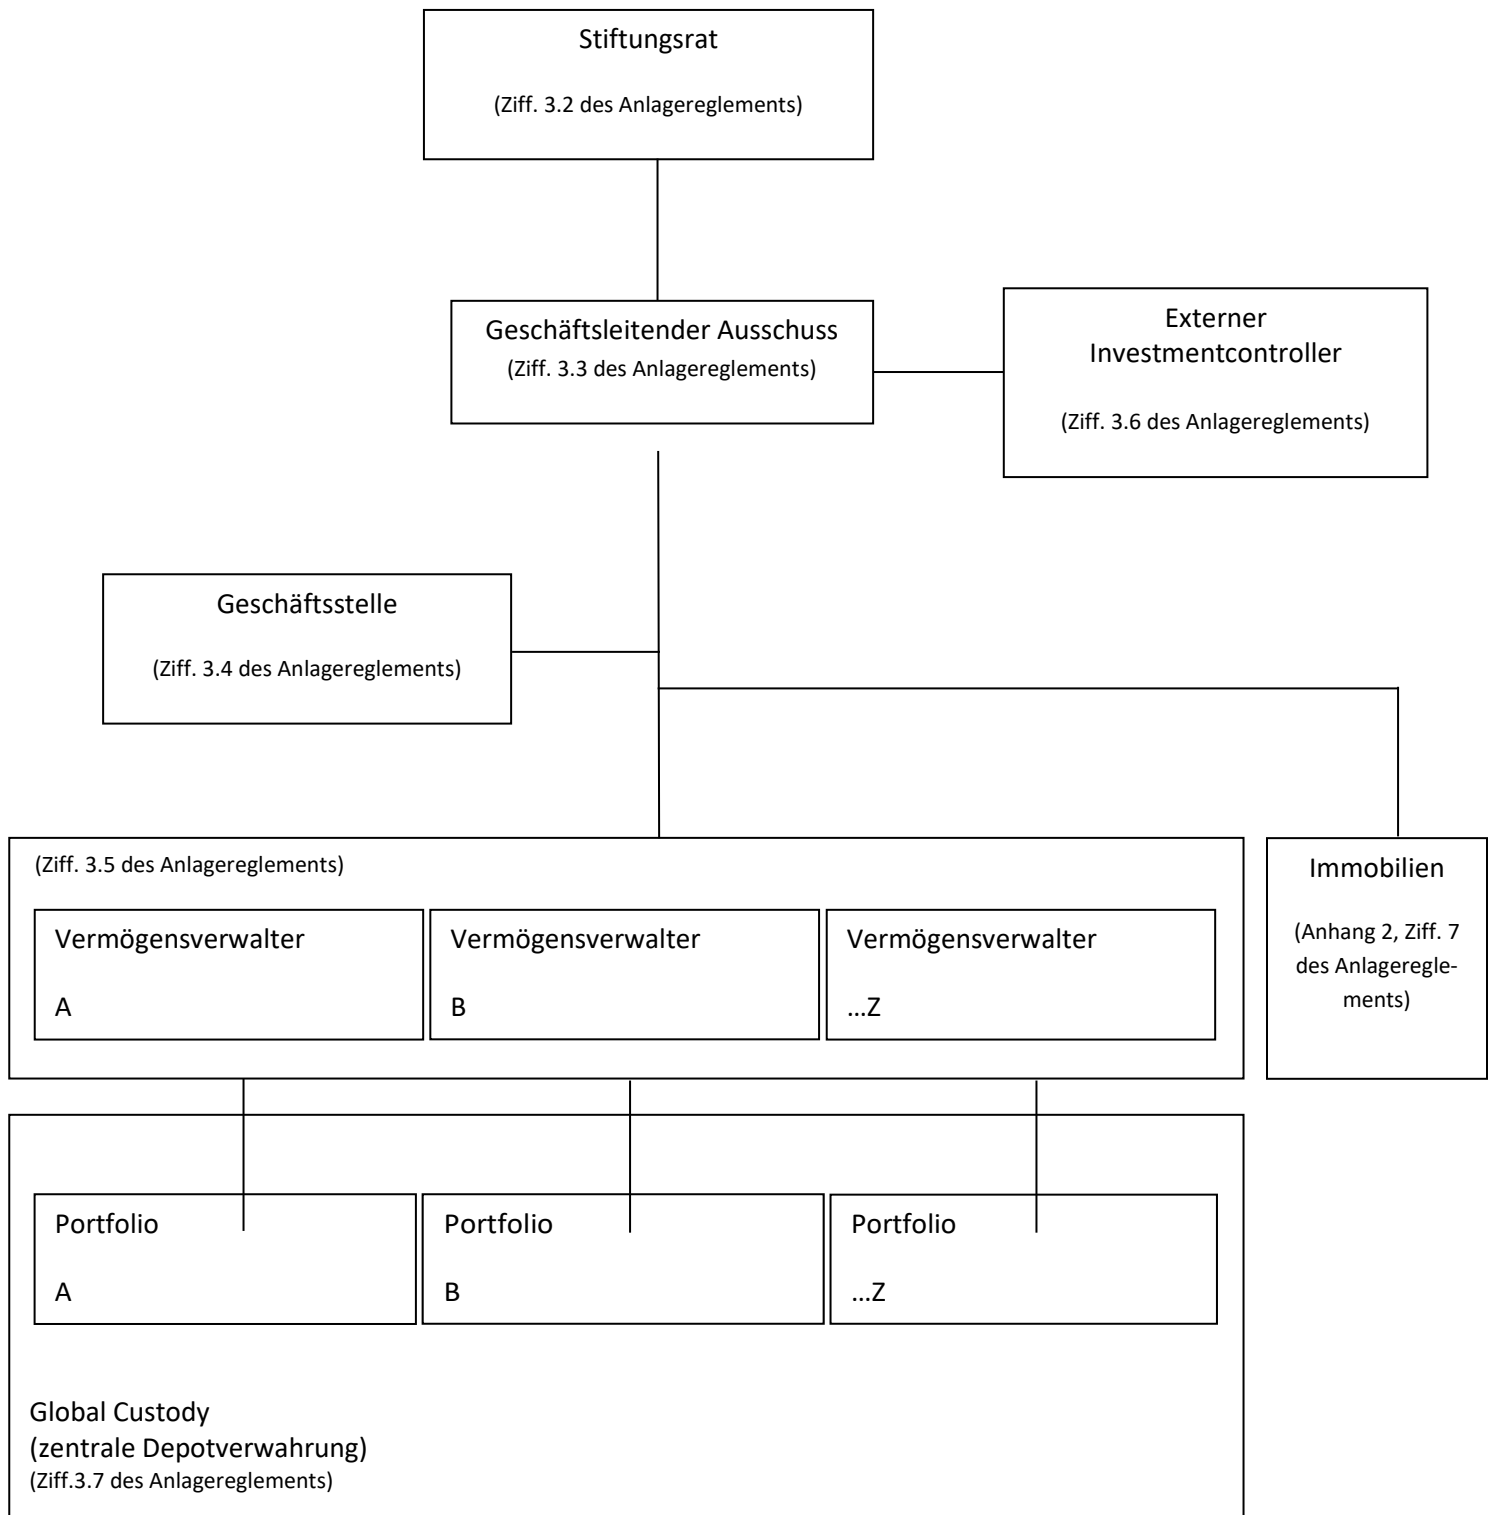 Stiftungsrat
(Ziff. 3.2 des Anlagereglements)
Geschäftsleitender Ausschuss
(Ziff. 3.3 des Anlagereglements)
Externer
Investmentcontroller
(Ziff. 3.6 des Anlagereglements)
Geschäftsstelle
(Ziff. 3.4 des Anlagereglements)
(Ziff. 3.5 des Anlagereglements)
Vermögensverwalter
A
Vermögensverwalter
B
Vermögensverwalter
...Z
Immobilien
(Anhang 2, Ziff. 7
des Anlageregle-
ments)
Portfolio
A
Portfolio
B
Portfolio
...Z
Global Custody
(zentrale Depotverwahrung)
(Ziff.3.7 des Anlagereglements)